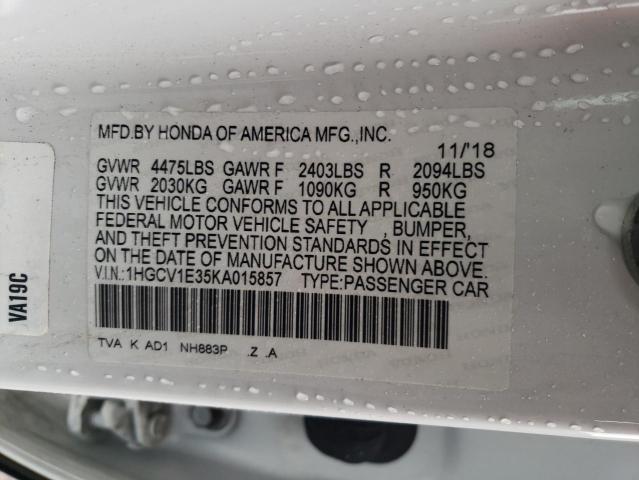 MFD.BY HONDA OF AMERICA MFG.,INC.
11/'18
GVWR 4475LBS GAWR F 2403LBS R 2094LBS
GVWR 2030KG GAWR F 1090KG R 950KG
THIS VEHICLE CONFORMS TO ALL APPLICABLE
FEDERAL MOTOR VEHICLE SAFETY , BUMPER,
AND THEFT PREVENTION STANDARDS IN EFFECT
ON THE DATE OF MANUFACTURE SHOWN ABOVE.
V.I.N.:1HGCV1E35KA015857 TYPE:PASSENGER CAR
TVA K AD1 NH883P .Z .A
VA19C